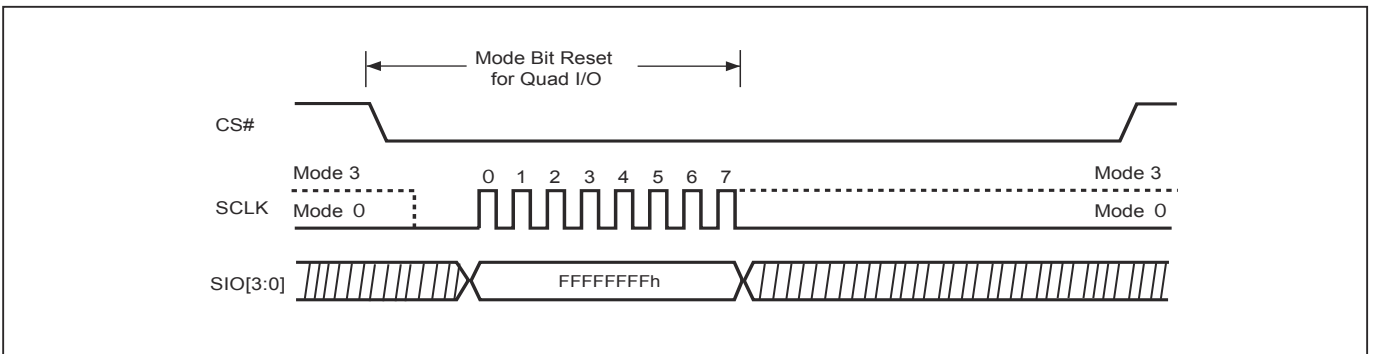 Mode Bit Reset
for Quad I/O
CS#
Mode 3
0 1 2 3 4 5 6 7
Mode 3
SCLK
Mode 0
Mode 0
SIO[3:0]
FFFFFFFFh